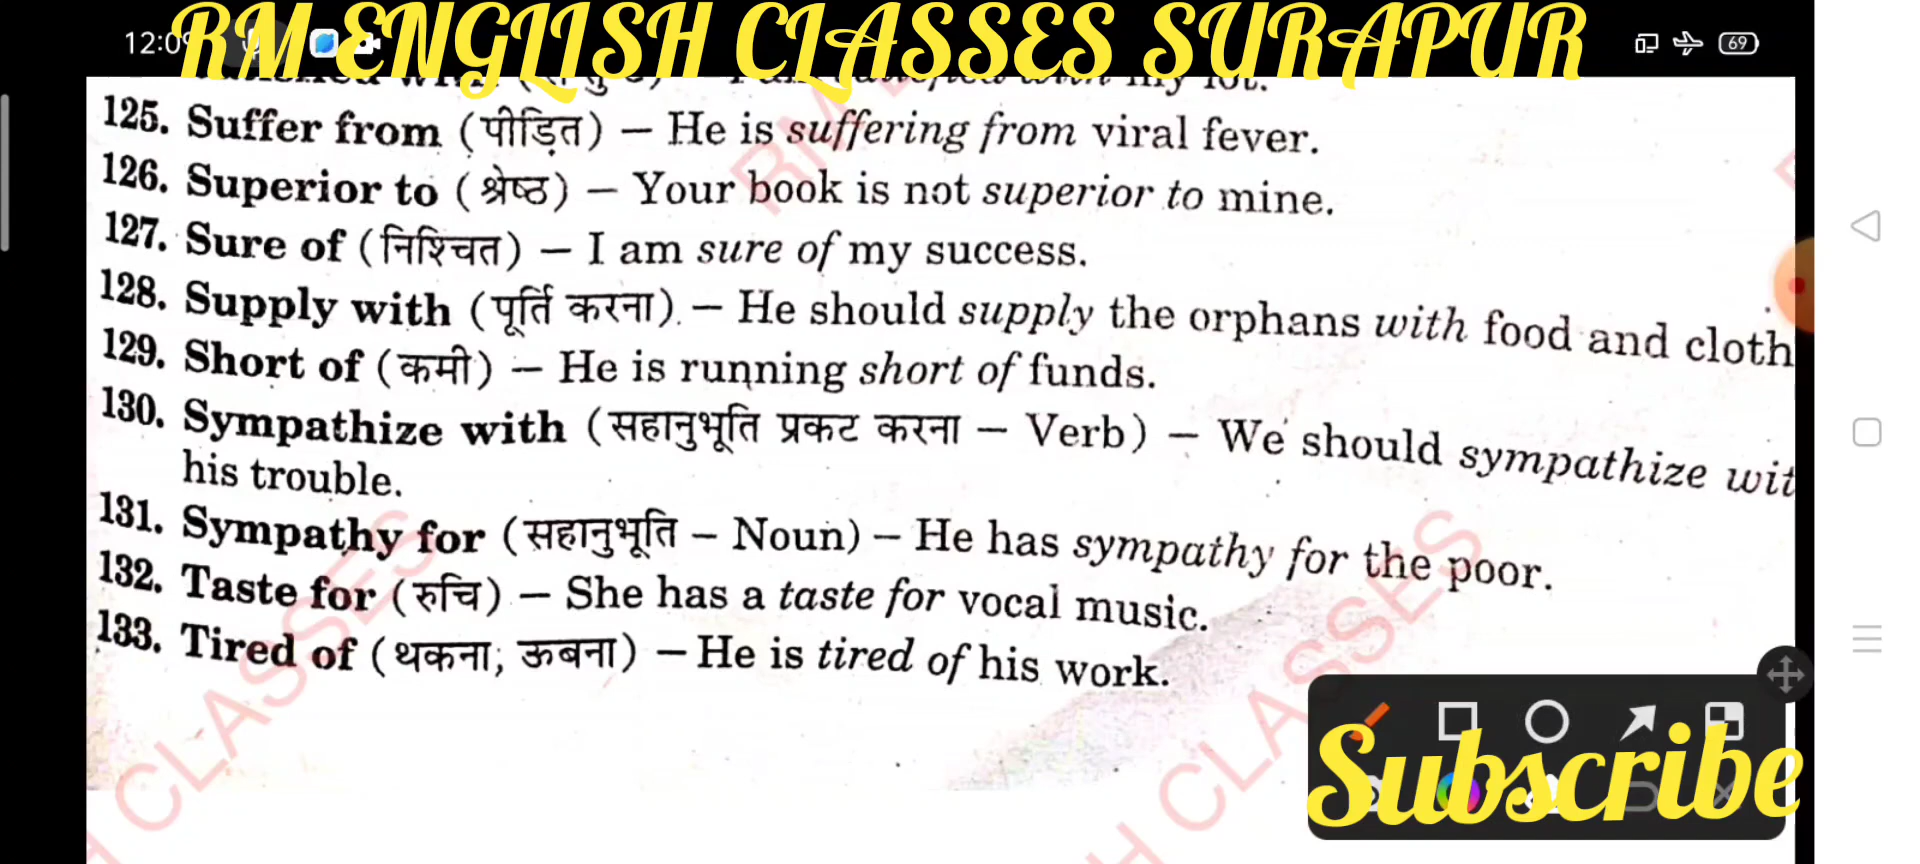 RM ENGLISH CLASSES SURAPUR
69
my lot.
125. Suffer from (पीड़ित) – He is suffering from viral fever.
126. Superior to (श्रेष्ठ) – Your book is not superior to mine.
127. Sure of (निश्चित) – I am sure of my success.
128. Supply with (पूर्ति करना). – He should supply the orphans with food and cloth
129. Short of (कमी) – He is running short of funds.
130. Sympathize with (सहानुभूति प्रकट करना – Verb) – We should sympathize wit
his trouble.
131. Sympathy for (सहानुभूति – Noun) – He has sympathy for the poor.
132. Taste for (रुचि) – She has a taste for vocal music.
133. Tired of (थकना; ऊबना) – He is tired of his work.
CLASSES
H CLASSES
Subscribe